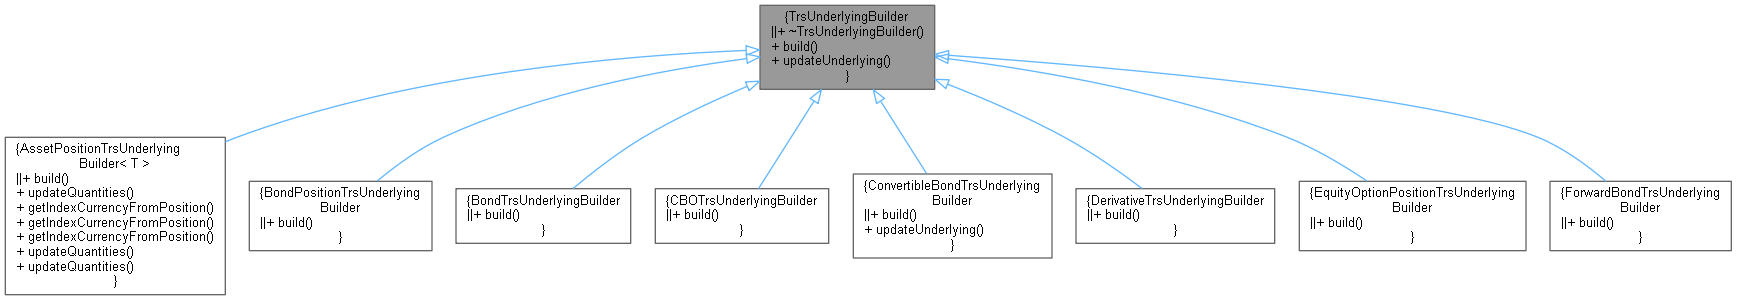 {TrsUnderlyingBuilder
||+ ~TrsUnderlyingBuilder()
+ build()
+ updateUnderlying()
}
{AssetPositionTrsUnderlying
Builder< T >
||+ build()
+ updateQuantities()
+ getIndexCurrencyFromPosition()
+ getIndexCurrencyFromPosition()
+ getIndexCurrencyFromPosition()
+ updateQuantities()
+ updateQuantities()
}
{BondPositionTrsUnderlying
Builder
||+ build()
}
{BondTrsUnderlyingBuilder
||+ build()
}
{CBOTrsUnderlyingBuilder
||+ build()
}
{ConvertibleBondTrsUnderlying
Builder
||+ build()
+ updateUnderlying()
}
{DerivativeTrsUnderlyingBuilder
||+ build()
}
{EquityOptionPositionTrsUnderlying
Builder
||+ build()
}
{ForwardBondTrsUnderlying
Builder
||+ build()
}